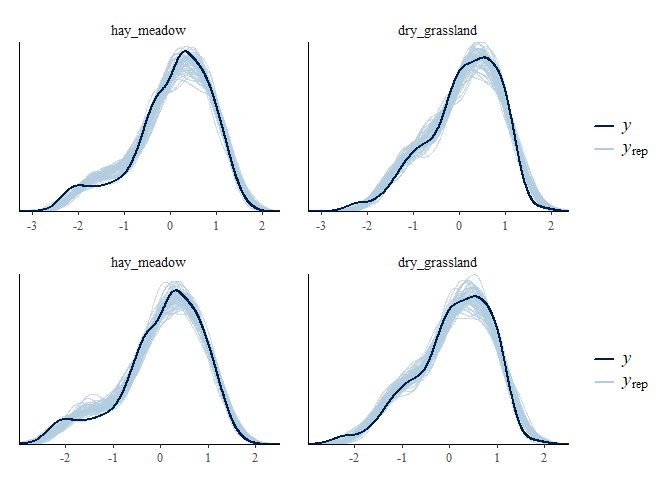 hay_meadow
dry_grassland
y
yrep
-3 -2 -1 0 1 2
-3 -2 -1 0 1 2
hay_meadow
dry_grassland
y
yrep
-2 -1 0 1 2
-2 -1 0 1 2